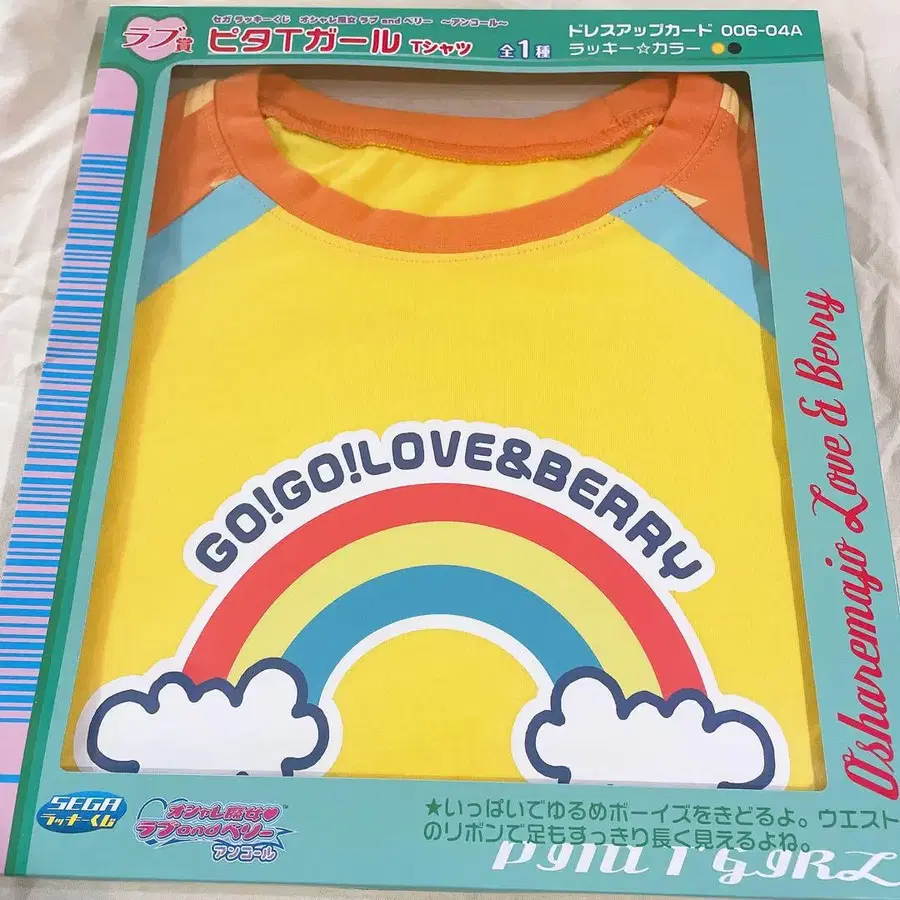 ラブ賞
セガ ラッキーくじ オシャレ魔女 ラブ and ベリー ～アンコール～
ピタTガール Tシャツ 全1種
ドレスアップカード 006-04A
ラッキー☆カラー
GO!GO!LOVE&BERRY
Osharemajo Love & Berry
SEGA
ラッキーくじ
オシャレ魔女♥
ラブandベリー
アンコール
★いっぱいでゆるめボーイズをきどるよ。ウエスト
のリボンで足もすっきり長く見えるよね。